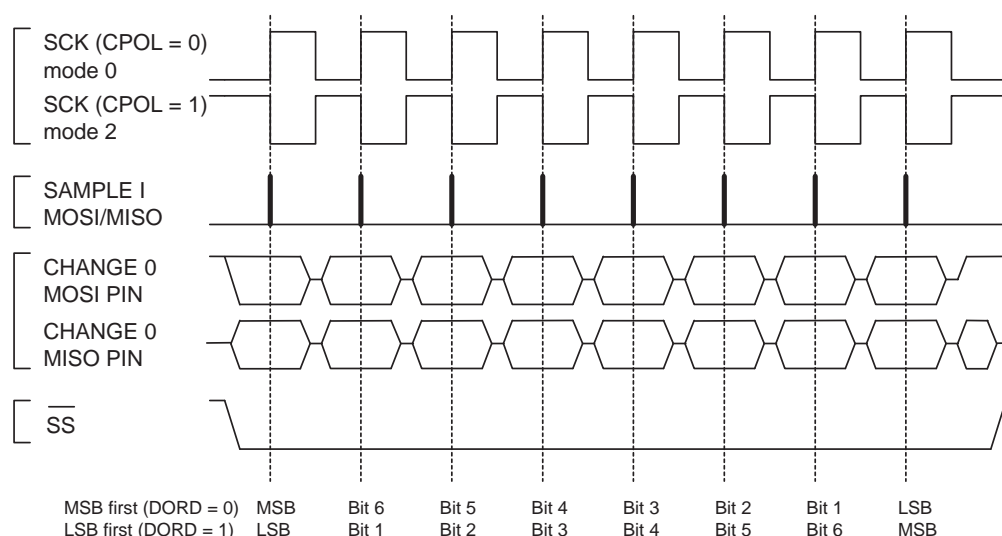 SCK (CPOL = 0)
mode 0
SCK (CPOL = 1)
mode 2
SAMPLE I
MOSI/MISO
CHANGE 0
MOSI PIN
CHANGE 0
MISO PIN
SS
MSB first (DORD = 0) MSB Bit 6 Bit 5 Bit 4 Bit 3 Bit 2 Bit 1 LSB
LSB first (DORD = 1) LSB Bit 1 Bit 2 Bit 3 Bit 4 Bit 5 Bit 6 MSB